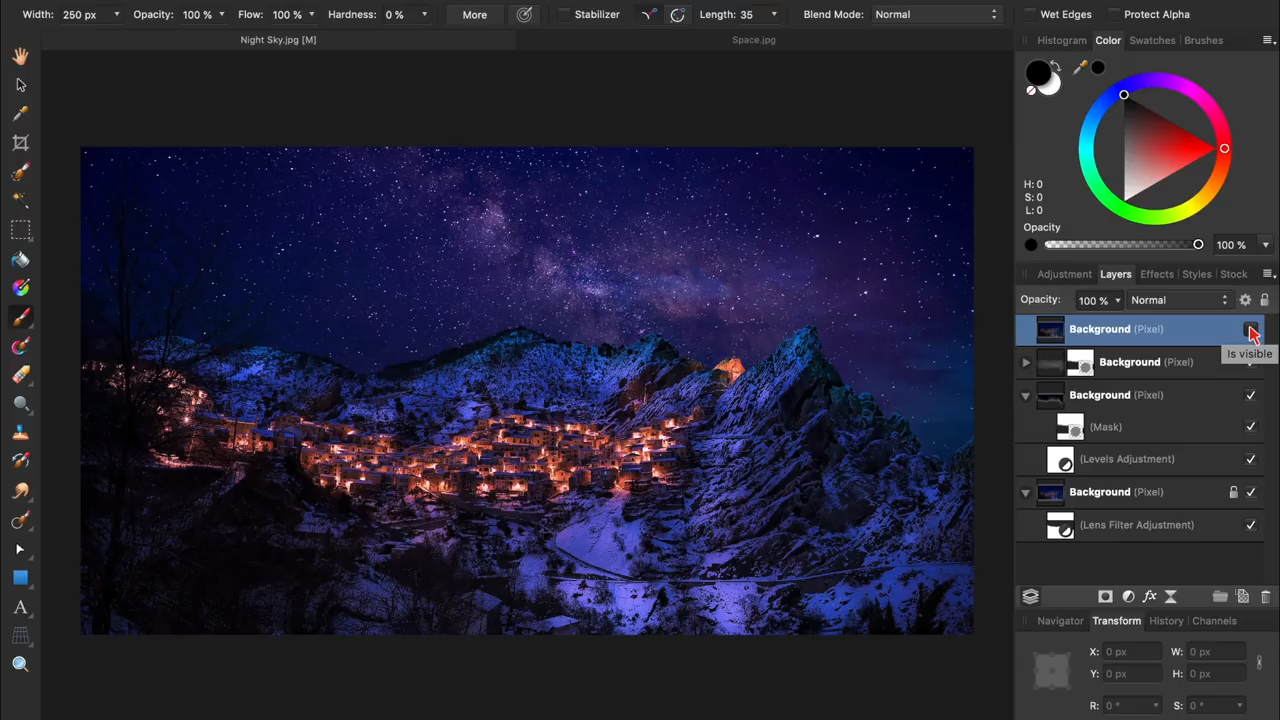 Width: 250 px Opacity: 100 % Flow: 100 % Hardness: 0 % More Stabilizer Length: 35 Blend Mode: Normal Wet Edges Protect Alpha
Night Sky.jpg [M] Space.jpg
Histogram Color Swatches Brushes
H: 0
S: 0
L: 0
Opacity
100 %
Adjustment Layers Effects Styles Stock
Opacity: 100 % Normal
Background (Pixel)
Is visible
Background (Pixel)
Background (Pixel)
(Mask)
(Levels Adjustment)
Background (Pixel)
(Lens Filter Adjustment)
fx
Navigator Transform History Channels
X: 0 px W: 0 px
Y: 0 px H: 0 px
R: 0 ° S: 0 °
A